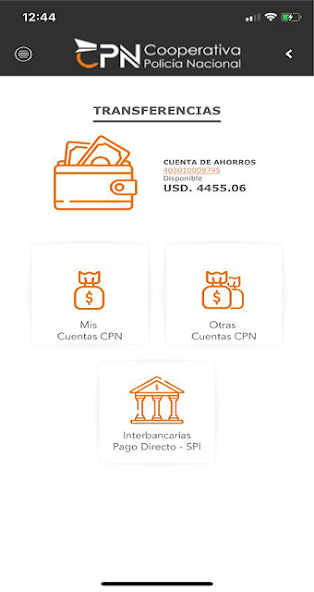 12:44
CPN Cooperativa
Policía Nacional
TRANSFERENCIAS
CUENTA DE AHORROS
403010009795
Disponible
USD. 4455.06
$
$
Mis
Cuentas CPN
Otras
Cuentas CPN
$
Interbancarias
Pago Directo - SPI